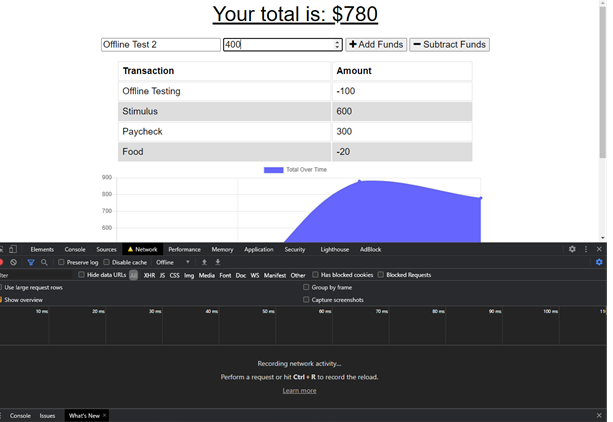 Your total is: $780
Offline Test 2 400 Add Funds Subtract Funds
Transaction Amount
Offline Testing -100
Stimulus 600
Paycheck 300
Food -20
Total Over Time
900
800
700
600
Elements Console Sources Network Performance Memory Application Security Lighthouse AdBlock
Preserve log Disable cache Offline
lter Hide data URLs All XHR JS CSS Img Media Font Doc WS Manifest Other Has blocked cookies Blocked Requests
Use large request rows Group by frame
Show overview Capture screenshots
10 ms 20 ms 30 ms 40 ms 50 ms 60 ms 70 ms 80 ms 90 ms 100 ms 11
Recording network activity...
Perform a request or hit Ctrl + R to record the reload.
Learn more
Console Issues What's New